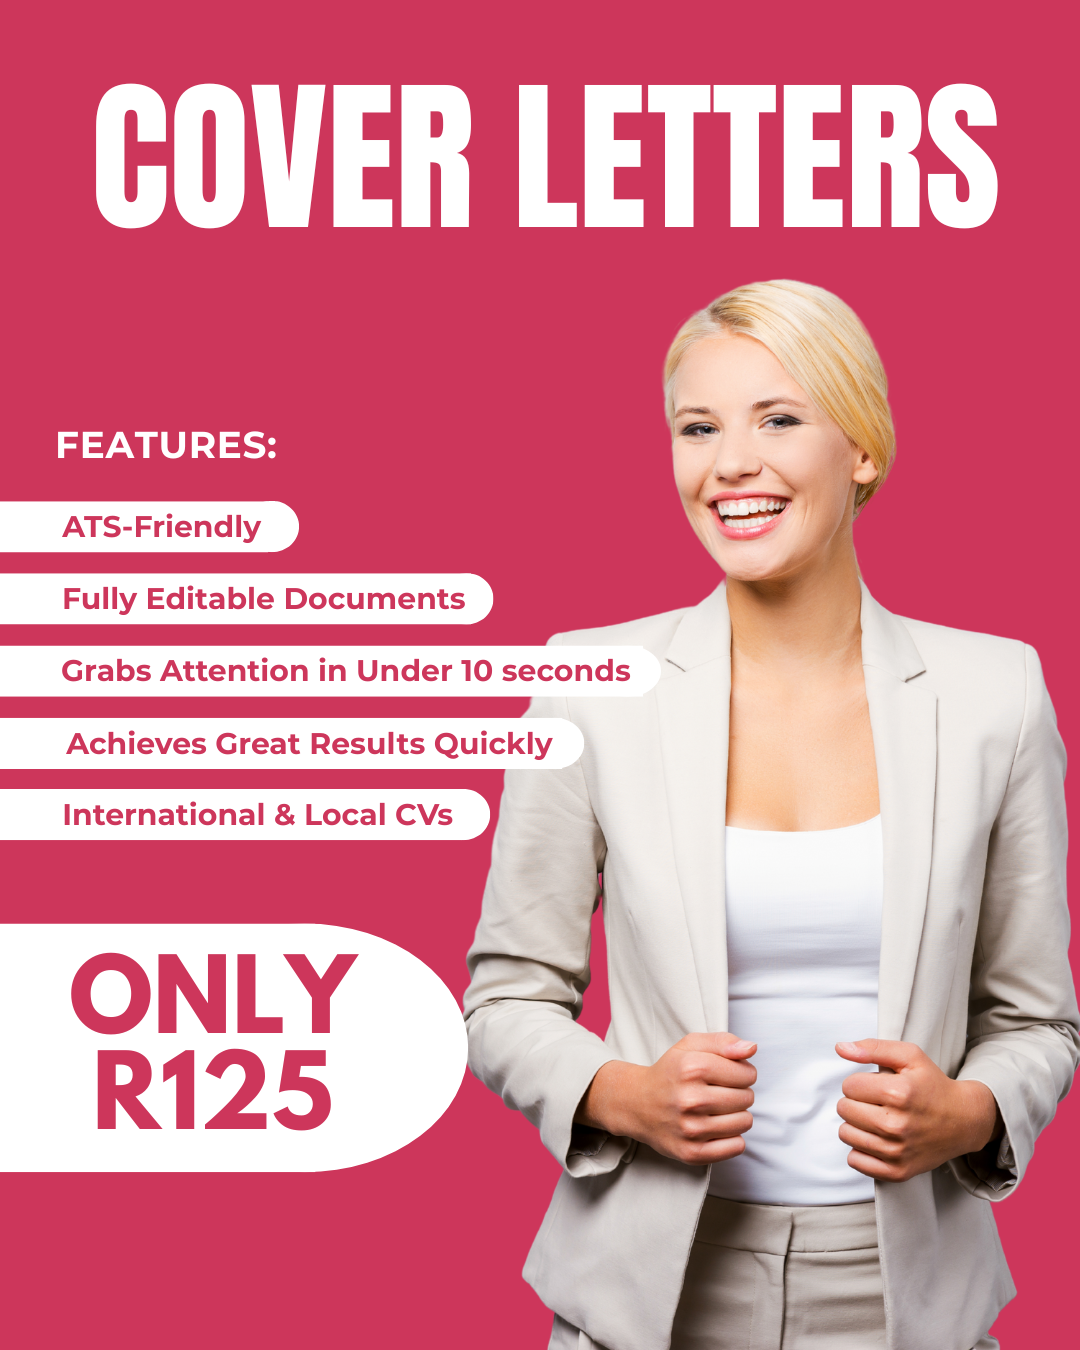 COVER LETTERS
FEATURES:
ATS-Friendly
Fully Editable Documents
Grabs Attention in Under 10 seconds
Achieves Great Results Quickly
International & Local CVs
ONLY
R125